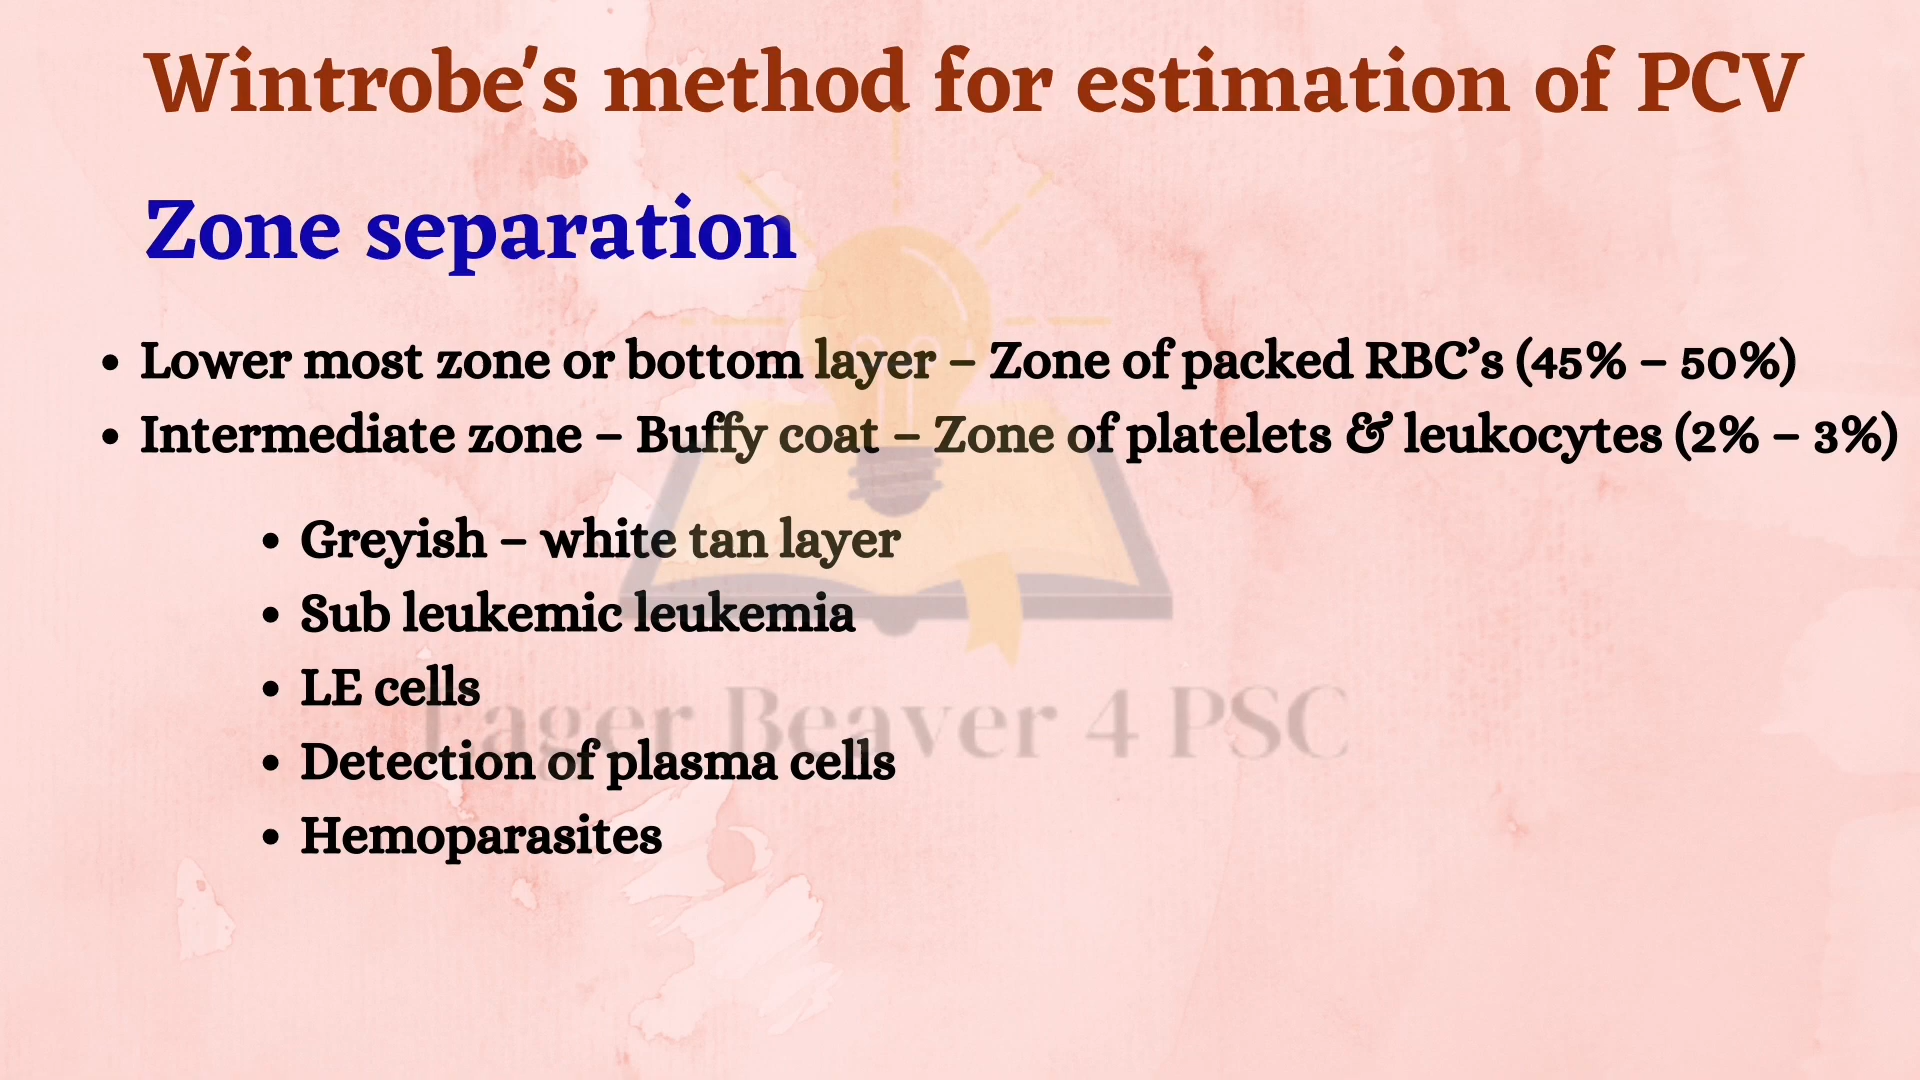 Wintrobe's method for estimation of PCV
Zone separation
• Lower most zone or bottom layer – Zone of packed RBC’s (45% – 50%)
• Intermediate zone – Buffy coat – Zone of platelets & leukocytes (2% – 3%)
• Greyish – white tan layer
• Sub leukemic leukemia
• LE cells
Eager Beaver 4 PSC
• Detection of plasma cells
• Hemoparasites